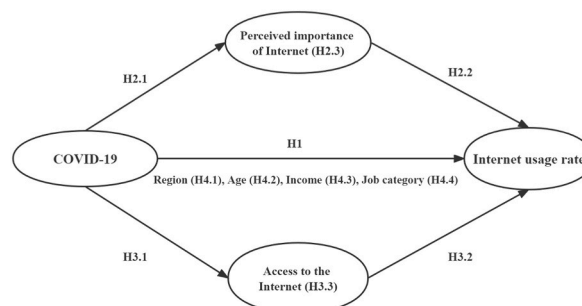 Perceived importance
of Internet (H2.3)
H2.1
H2.2
H1
COVID-19
Internet usage rate
Region (H4.1), Age (H4.2), Income (H4.3), Job category (H4.4)
H3.1
H3.2
Access to the
Internet (H3.3)